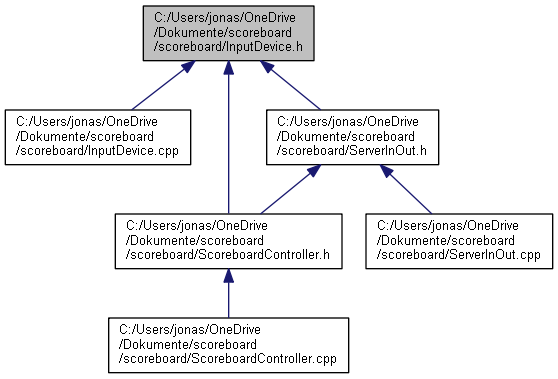 C:/Users/jonas/OneDrive
/Dokumente/scoreboard
/scoreboard/InputDevice.h
C:/Users/jonas/OneDrive
/Dokumente/scoreboard
/scoreboard/InputDevice.cpp
C:/Users/jonas/OneDrive
/Dokumente/scoreboard
/scoreboard/ServerInOut.h
C:/Users/jonas/OneDrive
/Dokumente/scoreboard
/scoreboard/ScoreboardController.h
C:/Users/jonas/OneDrive
/Dokumente/scoreboard
/scoreboard/ServerInOut.cpp
C:/Users/jonas/OneDrive
/Dokumente/scoreboard
/scoreboard/ScoreboardController.cpp